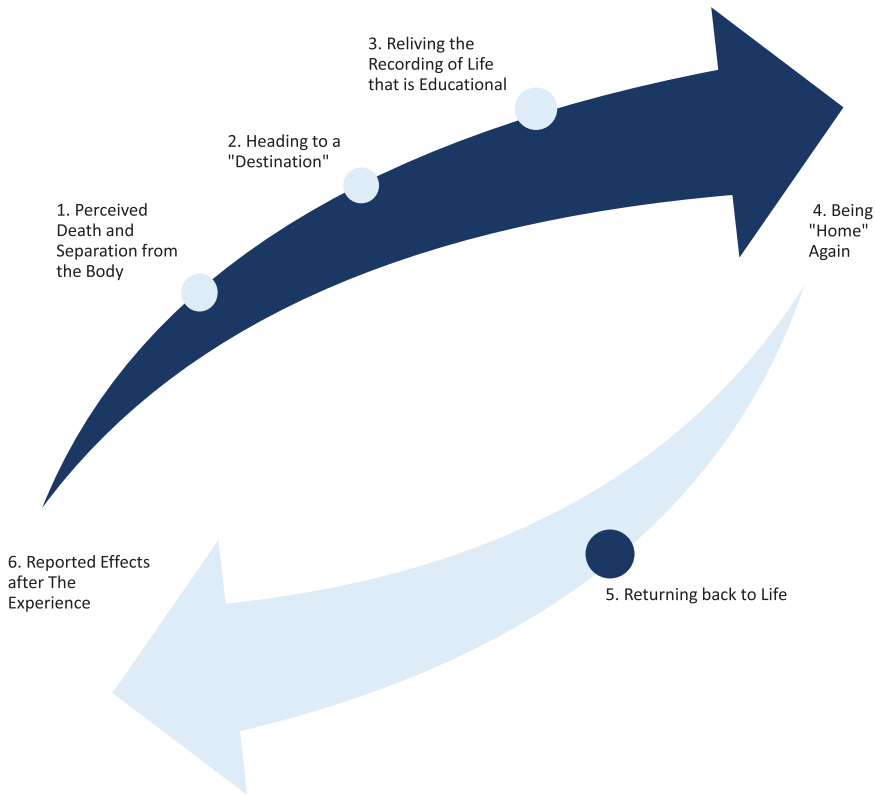 1. Perceived
Death and
Separation from
the Body
2. Heading to a
"Destination"
3. Reliving the
Recording of Life
that is Educational
4. Being
"Home"
Again
5. Returning back to Life
6. Reported Effects
after The
Experience